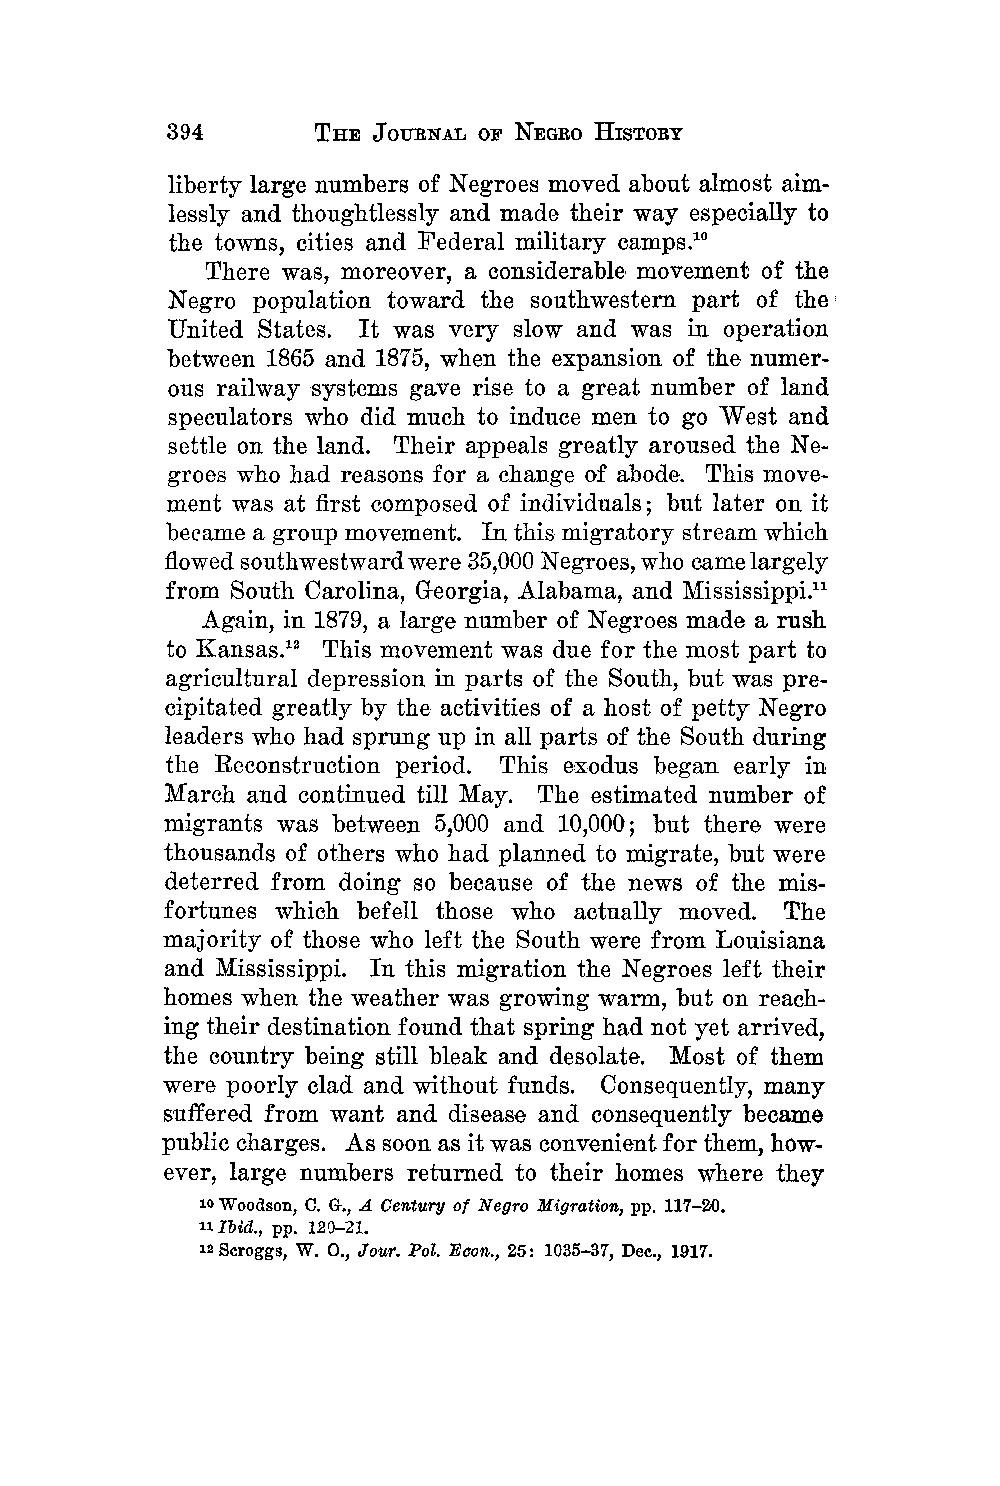 394 THE JOURNAL OF NEGRO HISTORY
liberty large numbers of Negroes moved about almost aim-
lessly and thoughtlessly and made their way especially to
the towns, cities and Federal military camps.¹⁰
There was, moreover, a considerable movement of the
Negro population toward the southwestern part of the
United States. It was very slow and was in operation
between 1865 and 1875, when the expansion of the numer-
ous railway systems gave rise to a great number of land
speculators who did much to induce men to go West and
settle on the land. Their appeals greatly aroused the Ne-
groes who had reasons for a change of abode. This move-
ment was at first composed of individuals; but later on it
became a group movement. In this migratory stream which
flowed southwestward were 35,000 Negroes, who came largely
from South Carolina, Georgia, Alabama, and Mississippi.¹¹
Again, in 1879, a large number of Negroes made a rush
to Kansas.¹² This movement was due for the most part to
agricultural depression in parts of the South, but was pre-
cipitated greatly by the activities of a host of petty Negro
leaders who had sprung up in all parts of the South during
the Reconstruction period. This exodus began early in
March and continued till May. The estimated number of
migrants was between 5,000 and 10,000; but there were
thousands of others who had planned to migrate, but were
deterred from doing so because of the news of the mis-
fortunes which befell those who actually moved. The
majority of those who left the South were from Louisiana
and Mississippi. In this migration the Negroes left their
homes when the weather was growing warm, but on reach-
ing their destination found that spring had not yet arrived,
the country being still bleak and desolate. Most of them
were poorly clad and without funds. Consequently, many
suffered from want and disease and consequently became
public charges. As soon as it was convenient for them, how-
ever, large numbers returned to their homes where they
¹⁰ Woodson, C. G., A Century of Negro Migration, pp. 117–20.
¹¹ Ibid., pp. 120–21.
¹² Scroggs, W. O., Jour. Pol. Econ., 25: 1035–37, Dec., 1917.